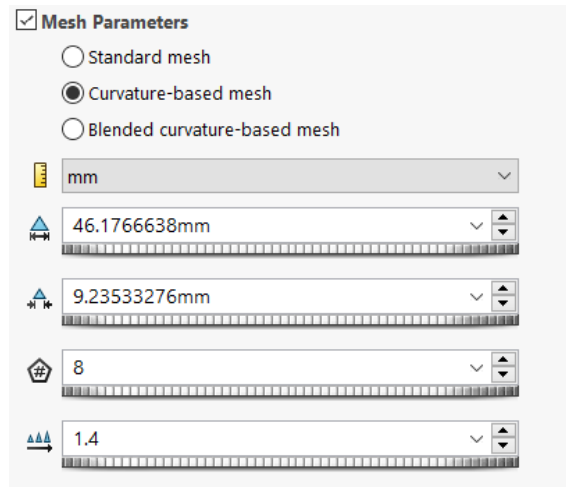 Mesh Parameters
Standard mesh
Curvature-based mesh
Blended curvature-based mesh
mm
46.1766638mm
9.23533276mm
# 8
1.4